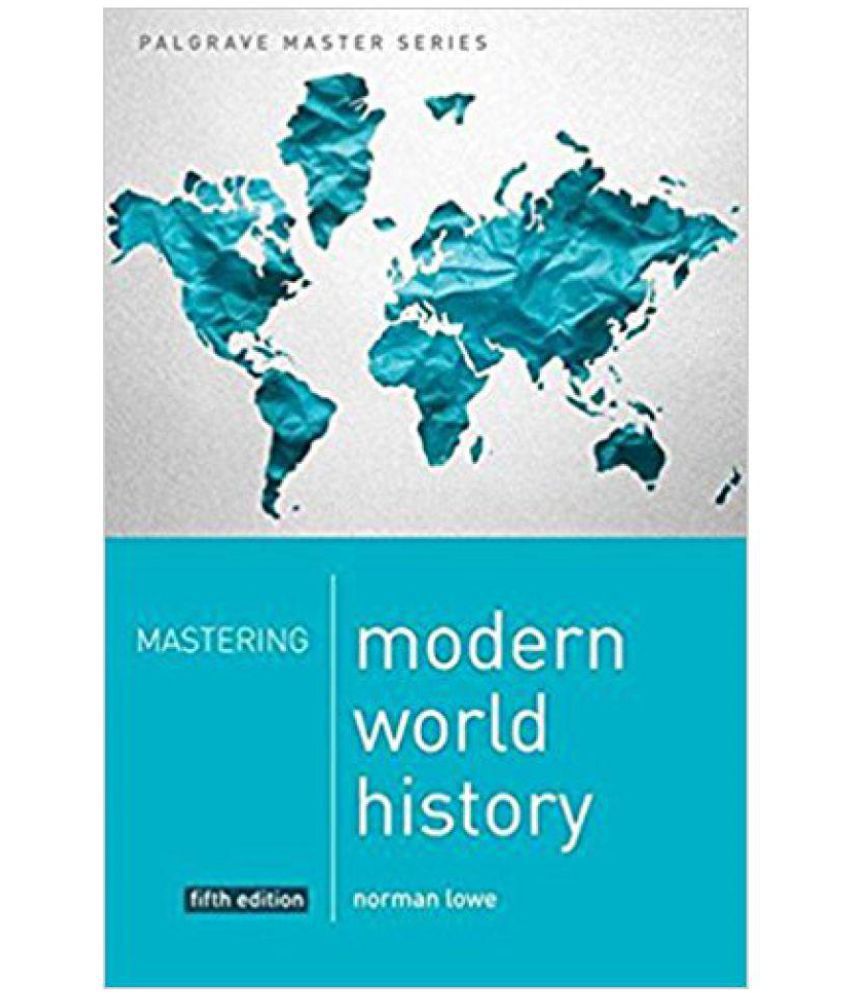 PALGRAVE MASTER SERIES
MASTERING
modern
world
history
fifth edition
norman lowe